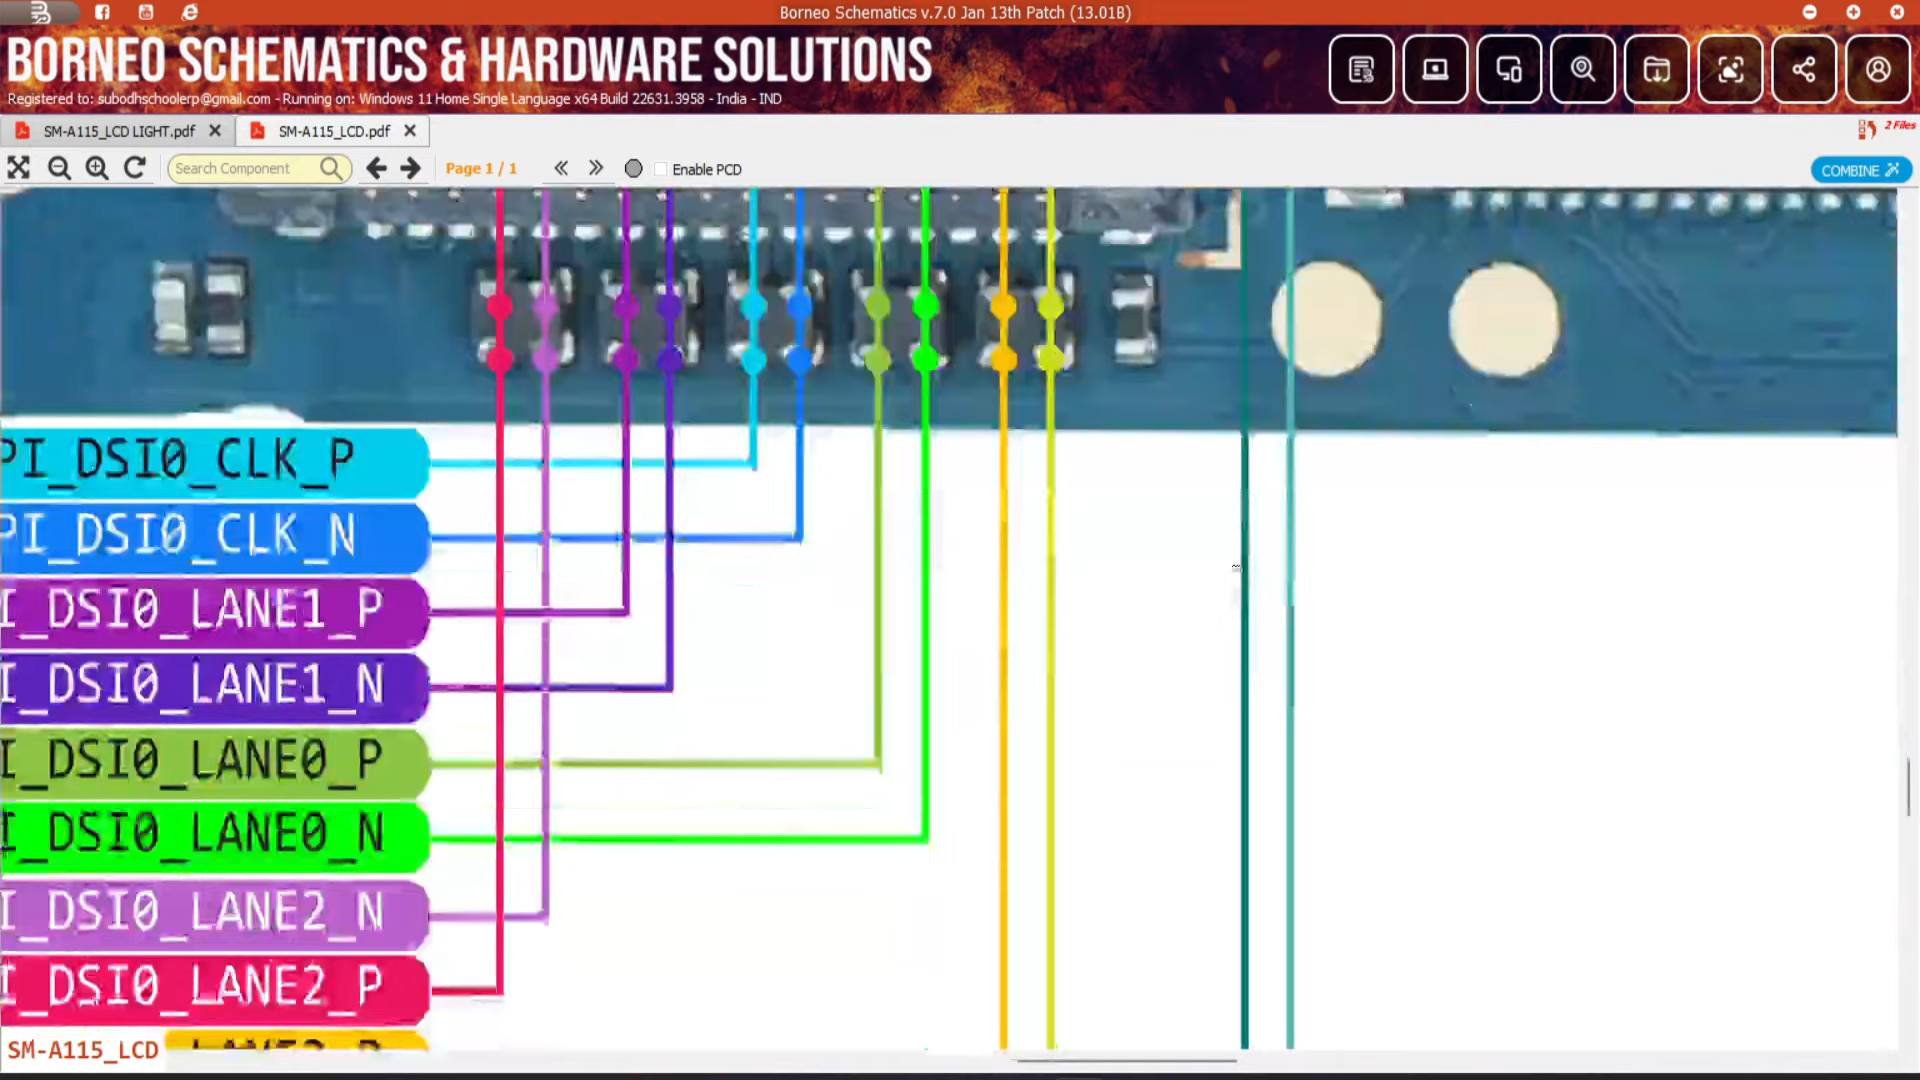 Borneo Schematics v.7.0 Jan 13th Patch (13.01B)
BORNEO SCHEMATICS & HARDWARE SOLUTIONS
Registered to: subodhschoolerp@gmail.com - Running on: Windows 11 Home Single Language x64 Build 22631.3958 - India - IND
SM-A115_LCD LIGHT.pdf
SM-A115_LCD.pdf
2 Files
Search Component
Page 1 / 1
Enable PCD
COMBINE
PI_DSI0_CLK_P
PI_DSI0_CLK_N
I_DSI0_LANE1_P
I_DSI0_LANE1_N
I_DSI0_LANE0_P
I_DSI0_LANE0_N
I_DSI0_LANE2_N
I_DSI0_LANE2_P
SM-A115_LCD